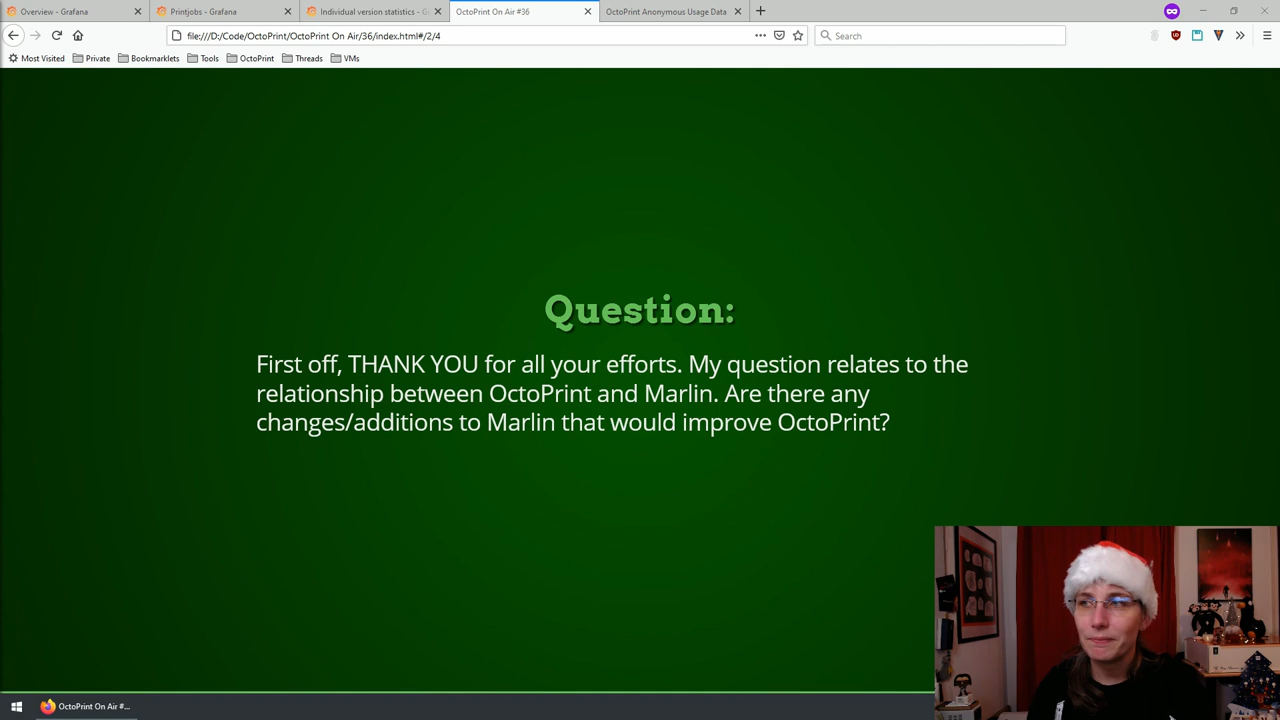 Overview - Grafana
Printjobs - Grafana
Individual version statistics - G
OctoPrint On Air #36
OctoPrint Anonymous Usage Data
file:///D:/Code/OctoPrint/OctoPrint On Air/36/index.html#/2/4
Search
Most Visited
Private
Bookmarklets
Tools
OctoPrint
Threads
VMs
Question:
First off, THANK YOU for all your efforts. My question relates to the
relationship between OctoPrint and Marlin. Are there any
changes/additions to Marlin that would improve OctoPrint?
OctoPrint On Air #...